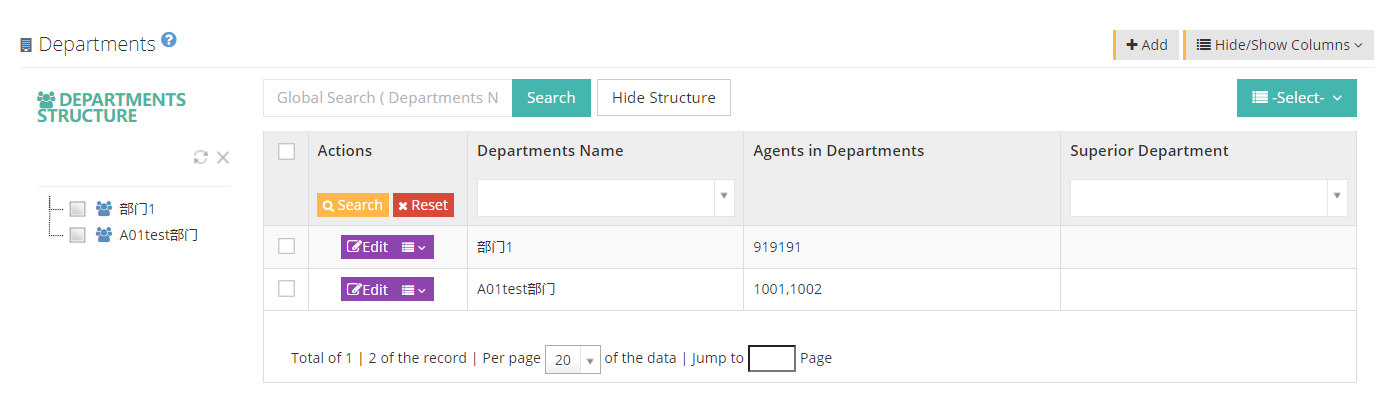 Departments
Add
Hide/Show Columns
DEPARTMENTS
STRUCTURE
部门1
A01test部门
Global Search ( Departments N
Search
Hide Structure
-Select-
Actions
Departments Name
Agents in Departments
Superior Department
Search
Reset
Edit
部门1
919191
Edit
A01test部门
1001,1002
Total of 1 | 2 of the record | Per page 20 of the data | Jump to Page